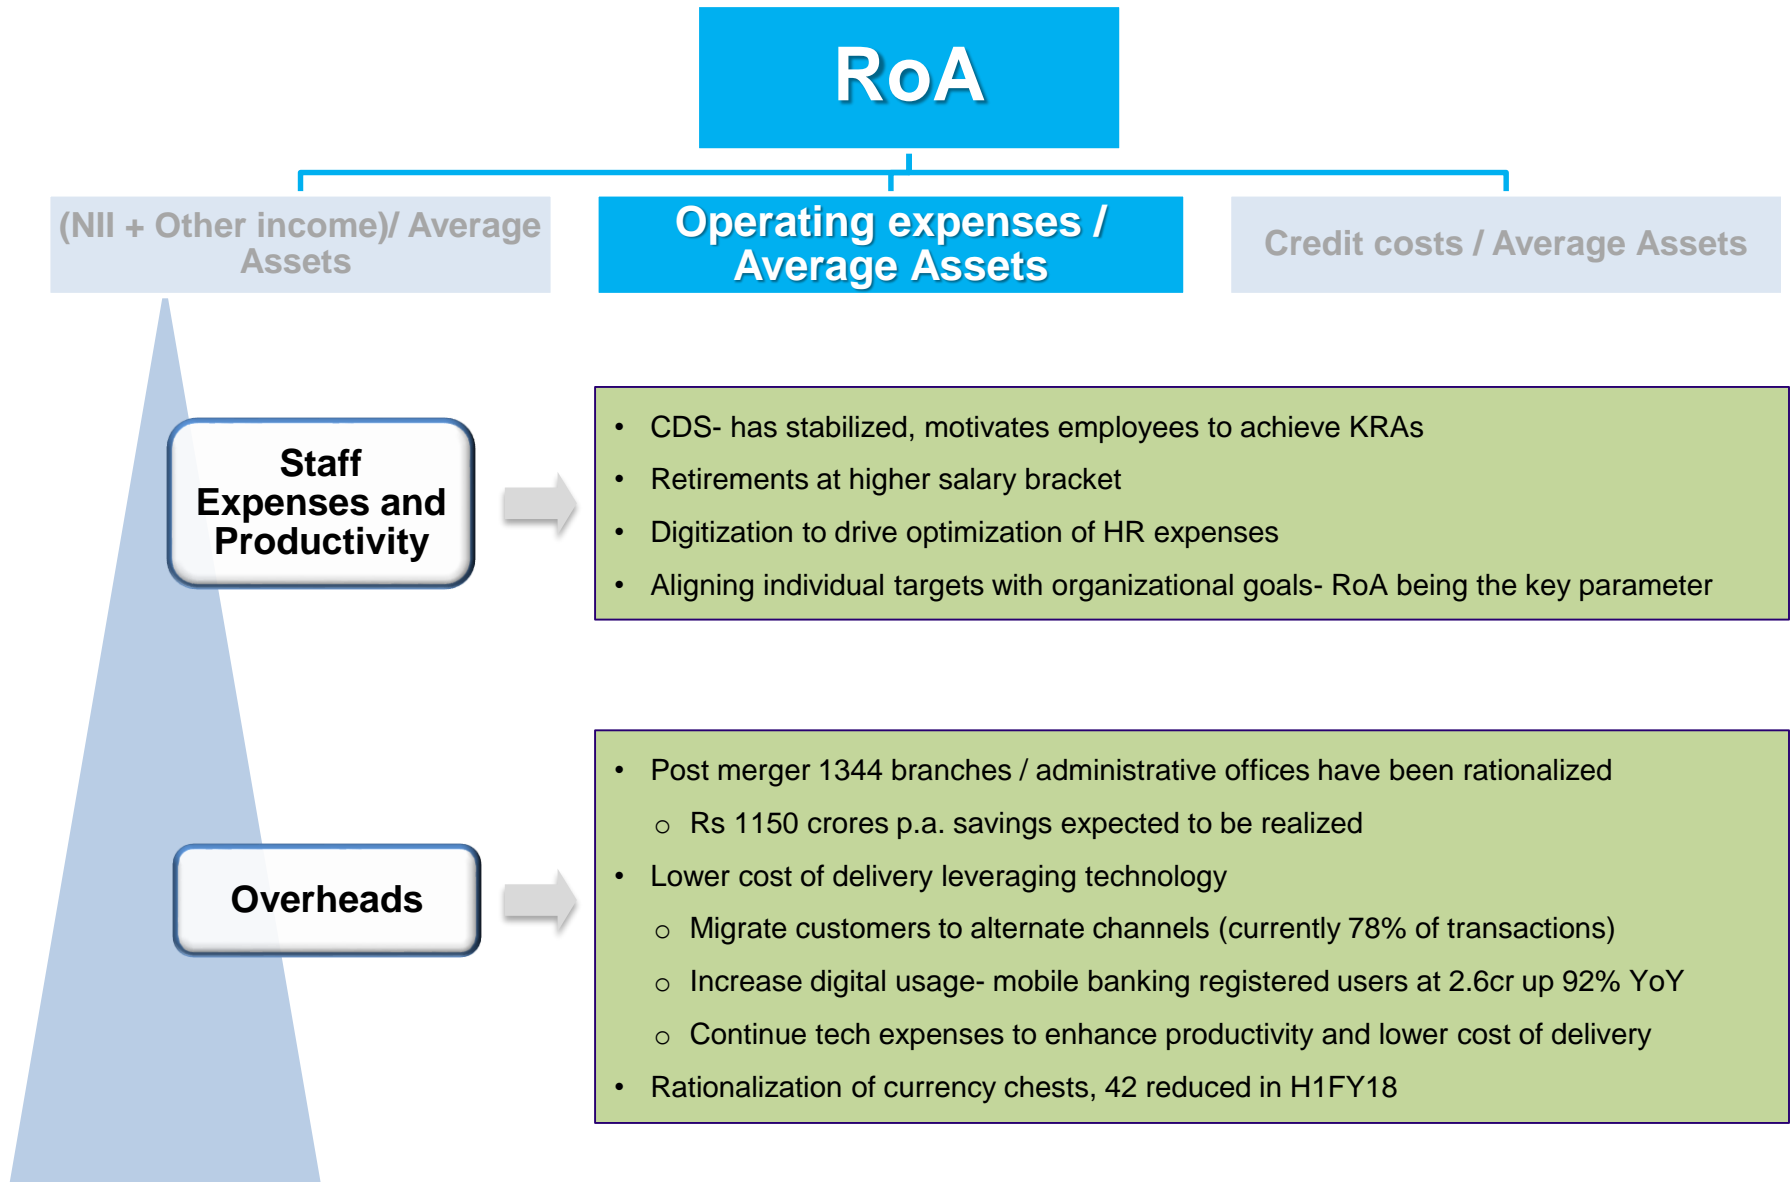 RoA
(NII + Other income)/ Average
Assets
Operating expenses /
Average Assets
Credit costs / Average Assets
Staff
Expenses and
Productivity
• CDS- has stabilized, motivates employees to achieve KRAs
• Retirements at higher salary bracket
• Digitization to drive optimization of HR expenses
• Aligning individual targets with organizational goals- RoA being the key parameter
Overheads
• Post merger 1344 branches / administrative offices have been rationalized
o Rs 1150 crores p.a. savings expected to be realized
• Lower cost of delivery leveraging technology
o Migrate customers to alternate channels (currently 78% of transactions)
o Increase digital usage- mobile banking registered users at 2.6cr up 92% YoY
o Continue tech expenses to enhance productivity and lower cost of delivery
• Rationalization of currency chests, 42 reduced in H1FY18